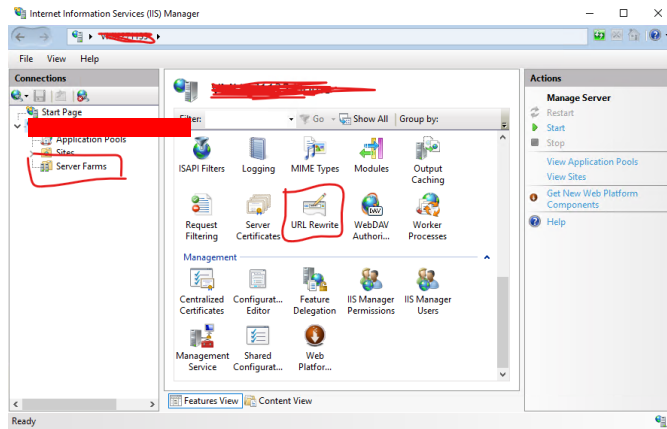 Internet Information Services (IIS) Manager
File View Help
Connections
Start Page
Application Pools
Sites
Server Farms
Filter:
Go
Show All
Group by:
ISAPI Filters
Logging
MIME Types
Modules
Output
Caching
Request
Filtering
Server
Certificates
URL Rewrite
WebDAV
Authori...
Worker
Processes
Management
Centralized
Certificates
Configurat...
Editor
Feature
Delegation
IIS Manager
Permissions
IIS Manager
Users
Management
Service
Shared
Configurat...
Web
Platfor...
Features View
Content View
Actions
Manage Server
Restart
Start
Stop
View Application Pools
View Sites
Get New Web Platform
Components
Help
Ready